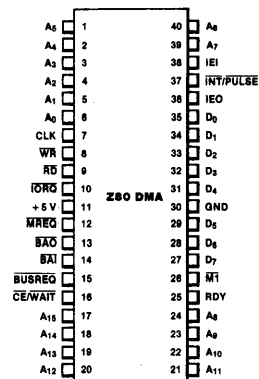 A5 1 40 A6
A4 2 39 A7
A3 3 38 IEI
A2 4 37 INT/PULSE
A1 5 36 IEO
A0 6 35 D0
CLK 7 34 D1
WR 8 33 D2
RD 9 32 D3
IORQ 10 31 D4
+5 V 11 Z80 DMA 30 GND
MREQ 12 29 D5
BAO 13 28 D6
BAI 14 27 D7
BUSREQ 15 26 M1
CE/WAIT 16 25 RDY
A15 17 24 A8
A14 18 23 A9
A13 19 22 A10
A12 20 21 A11